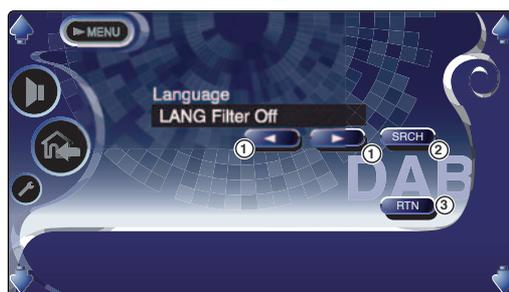 MENU
Language
LANG Filter Off
1
1
SRCH
2
DAB
RTN
3